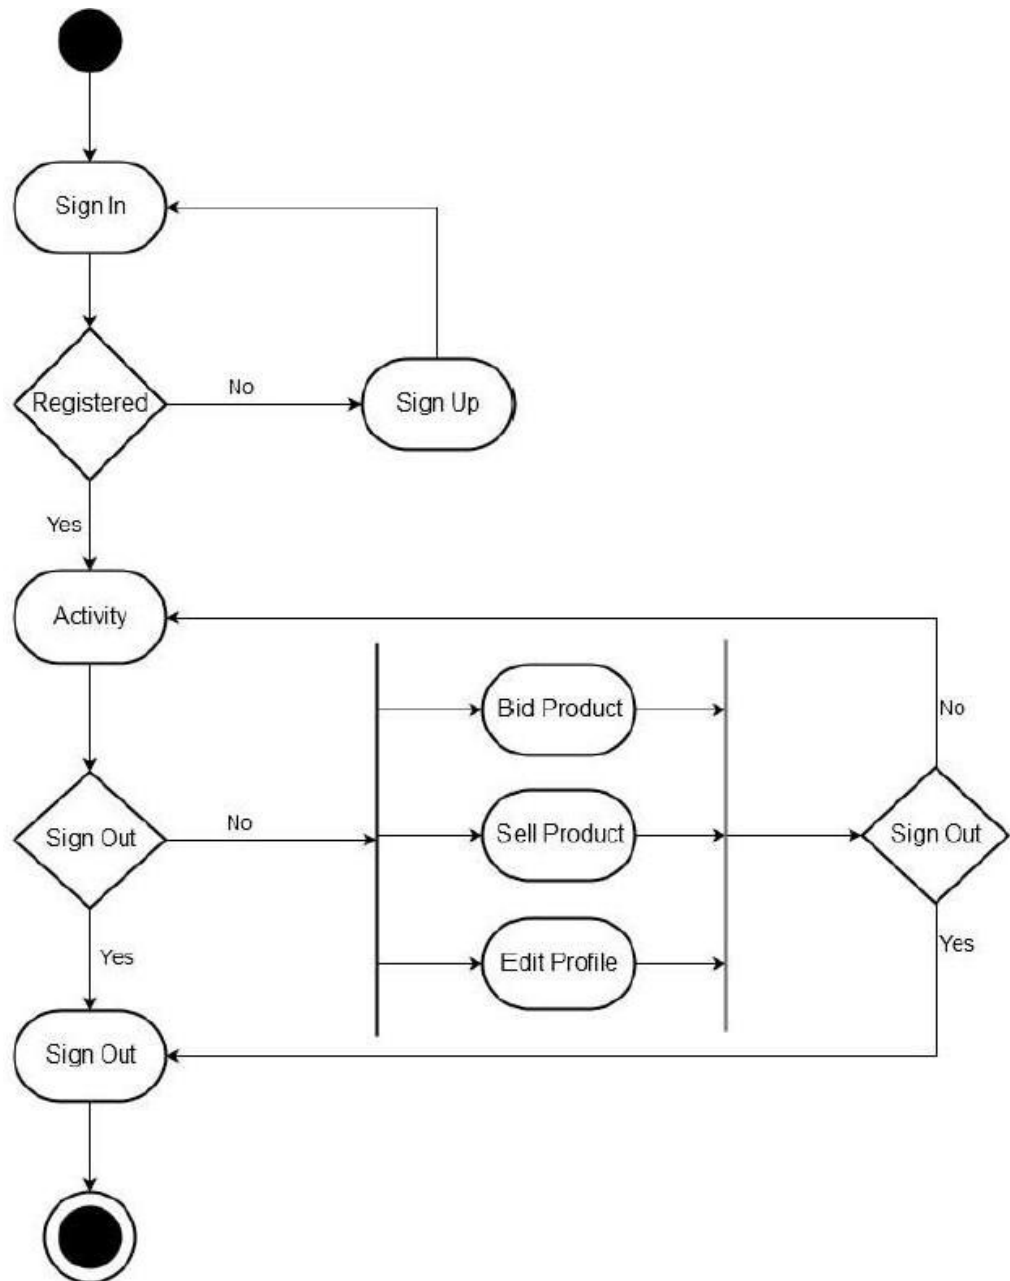 Sign In
Registered
No
Sign Up
Yes
Activity
Bid Product
No
Sign Out
No
Sell Product
Sign Out
Yes
Edit Profile
Yes
Sign Out